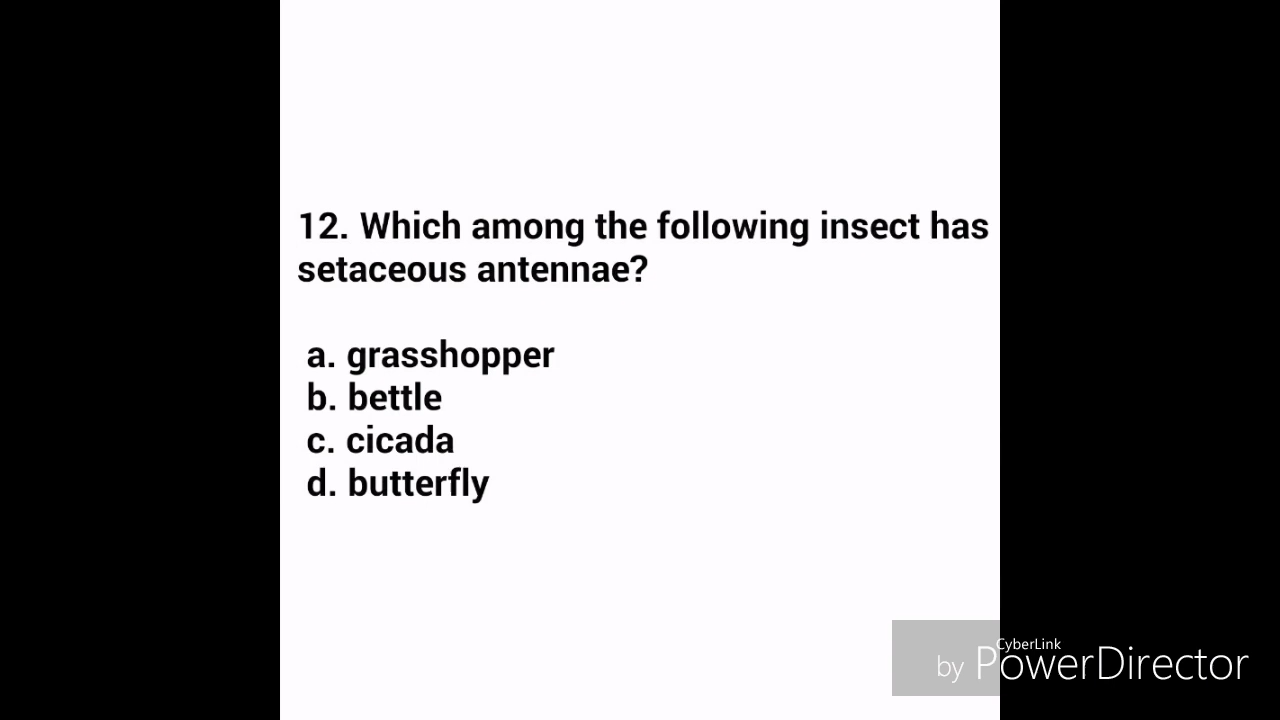 12. Which among the following insect has
setaceous antennae?
a. grasshopper
b. bettle
c. cicada
d. butterfly
CyberLink
by PowerDirector